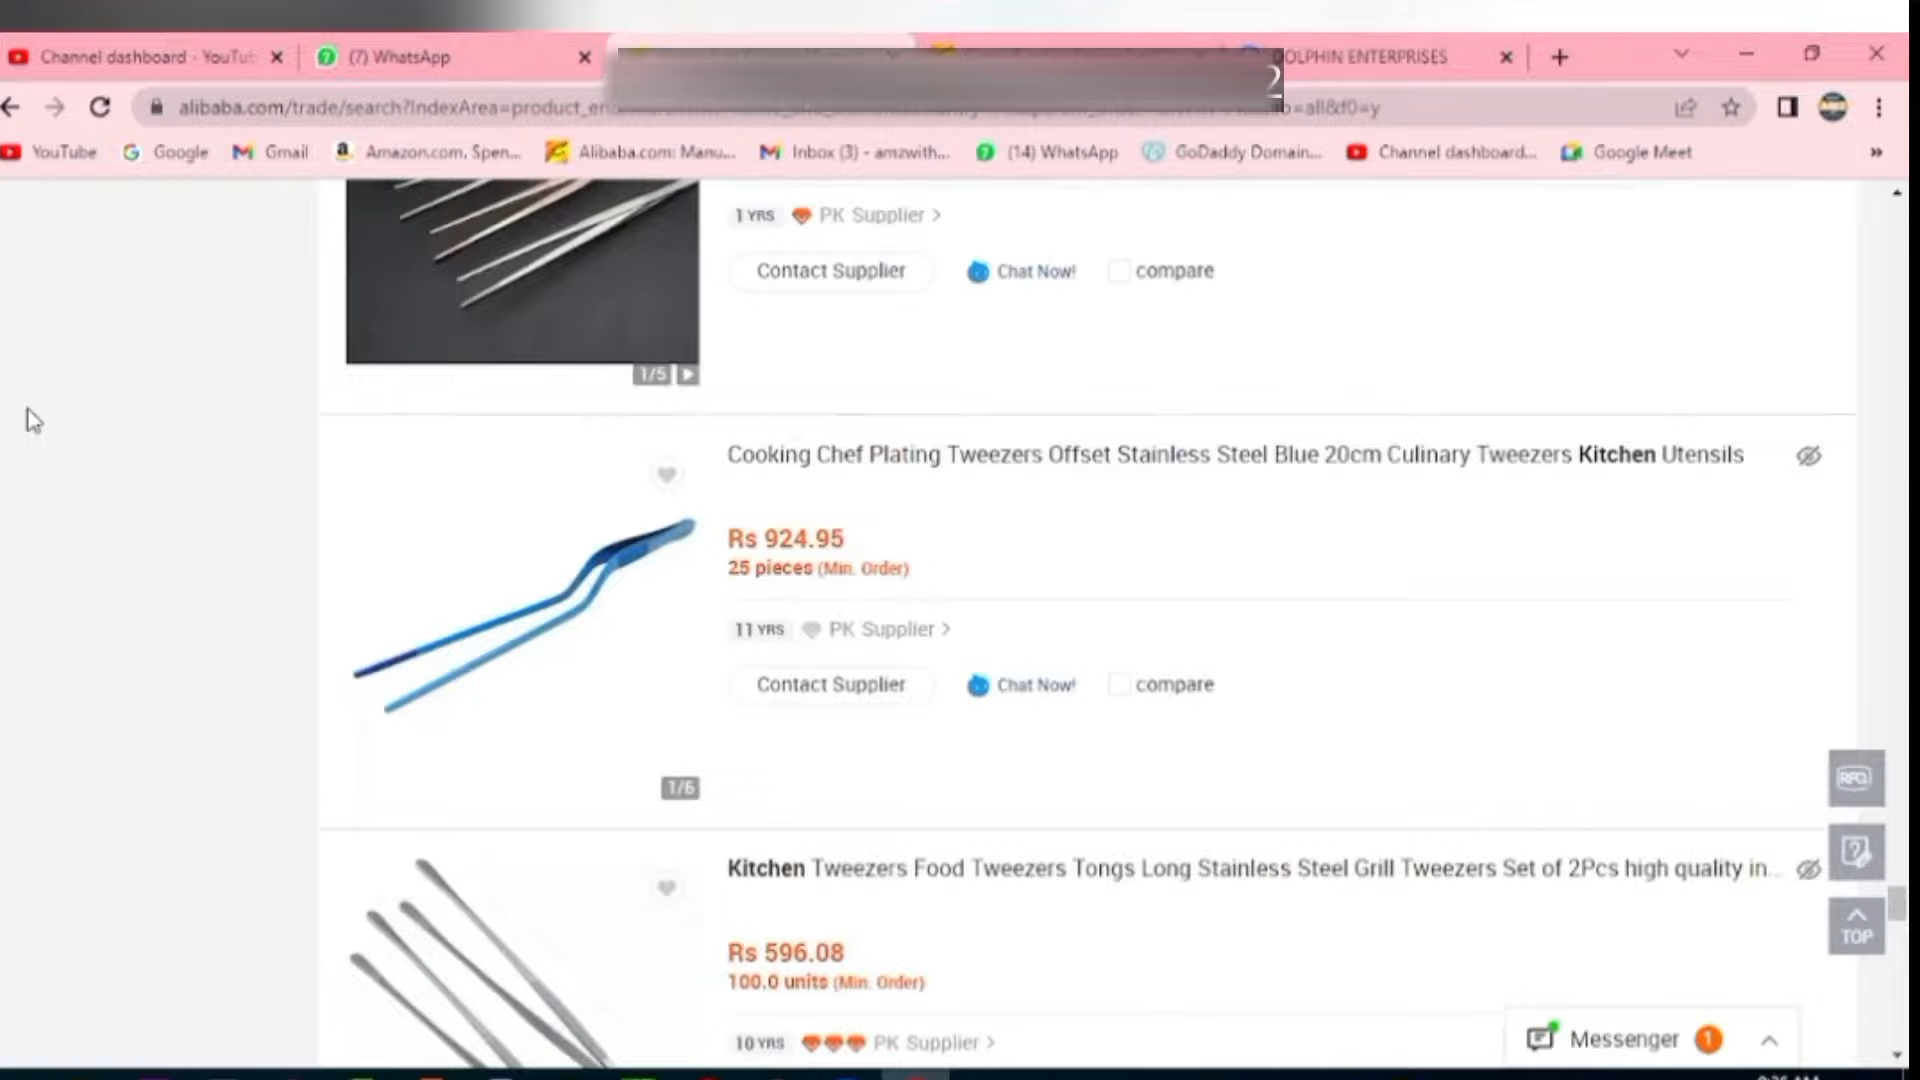 Channel dashboard - YouTub
(7) WhatsApp
2
DOLPHIN ENTERPRISES
alibaba.com/trade/search?IndexArea=product_en
=all&f0=y
YouTube
Google
Gmail
Amazon.com. Spen...
Alibaba.com: Manu...
Inbox (3) - amzwith...
(14) WhatsApp
GoDaddy Domain...
Channel dashboard...
Google Meet
»
1 YRS PK Supplier >
Contact Supplier
Chat Now!
compare
1/5
Cooking Chef Plating Tweezers Offset Stainless Steel Blue 20cm Culinary Tweezers Kitchen Utensils
Rs 924.95
25 pieces (Min. Order)
11 YRS PK Supplier >
Contact Supplier
Chat Now!
compare
1/6
RFQ
Kitchen Tweezers Food Tweezers Tongs Long Stainless Steel Grill Tweezers Set of 2Pcs high quality in...
TOP
Rs 596.08
100.0 units (Min. Order)
10 YRS PK Supplier >
Messenger 1